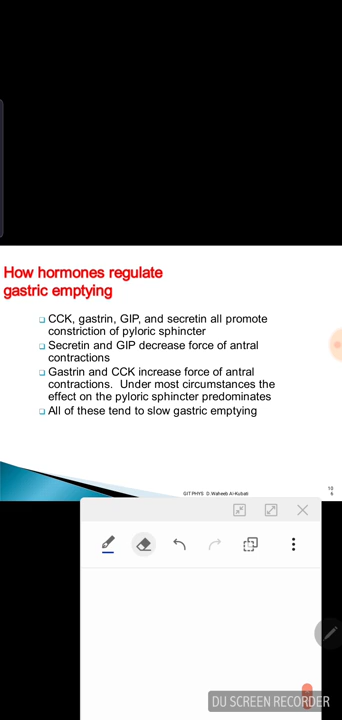 How hormones regulate
gastric emptying
CCK, gastrin, GIP, and secretin all promote
constriction of pyloric sphincter
Secretin and GIP decrease force of antral
contractions
Gastrin and CCK increase force of antral
contractions.  Under most circumstances the
effect on the pyloric sphincter predominates
All of these tend to slow gastric emptying
GIT PHYS D.Waheeb Al-Kubati
10
6
DU SCREEN RECORDER